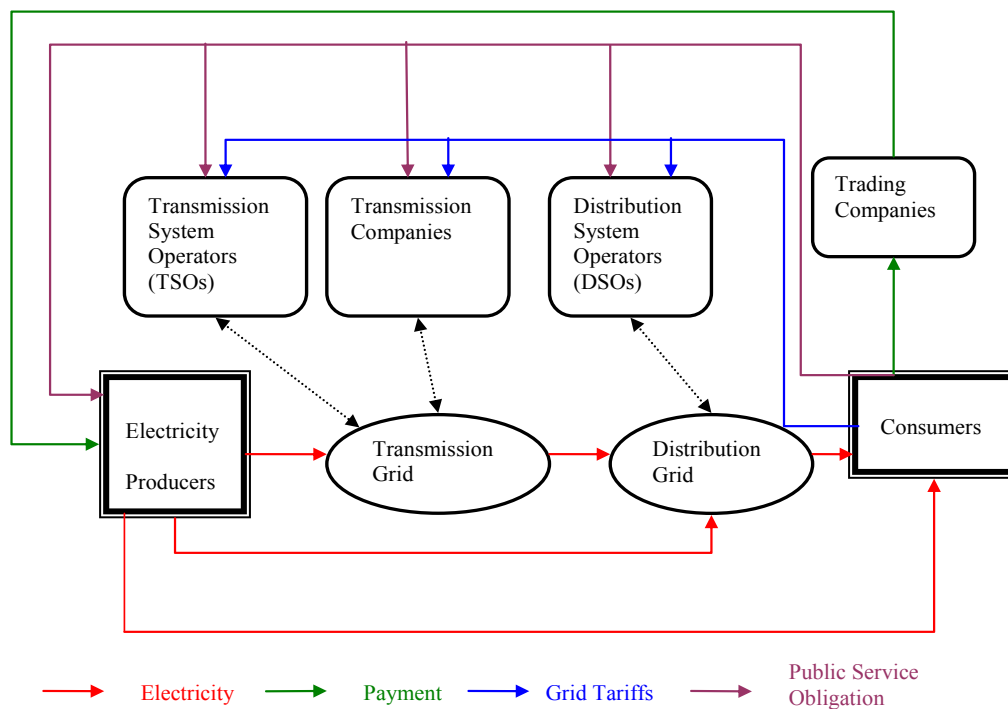 Transmission
System
Operators
(TSOs)
Transmission
Companies
Distribution
System
Operators
(DSOs)
Trading
Companies
Electricity
Producers
Transmission
Grid
Distribution
Grid
Consumers
Electricity
Payment
Grid Tariffs
Public Service
Obligation